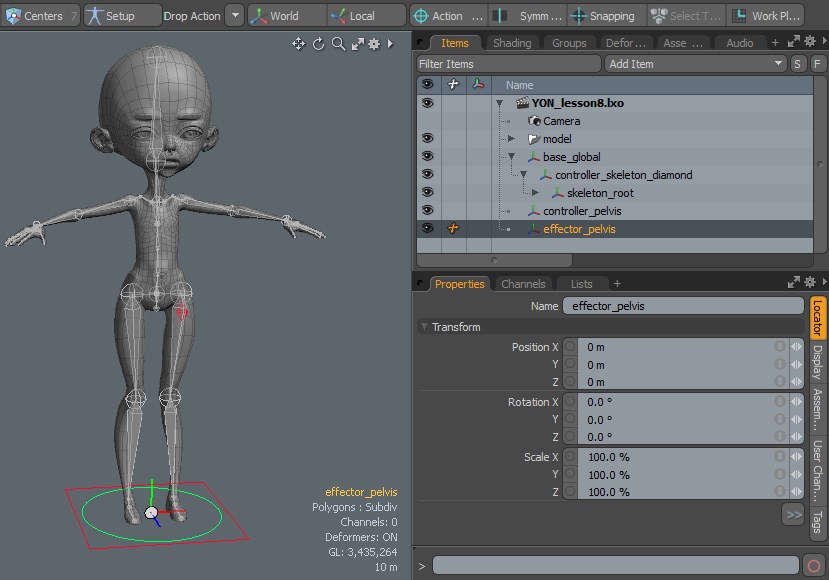 Centers 7 Setup Drop Action World Local Action ... Symm ... Snapping Select T... Work Pl...
Items Shading Groups Defor ... Asse ... Audio +
Filter Items Add Item S F
Name
YON_lesson8.lxo
Camera
model
base_global
controller_skeleton_diamond
skeleton_root
controller_pelvis
effector_pelvis
Properties Channels Lists +
Name effector_pelvis
Transform
Position X 0 m
Y 0 m
Z 0 m
Rotation X 0.0 °
Y 0.0 °
Z 0.0 °
Scale X 100.0 %
Y 100.0 %
Z 100.0 %
>>
>
Locator
Display
Assem...
User Chan...
Tags
effector_pelvis
Polygons : Subdiv
Channels: 0
Deformers: ON
GL: 3,435,264
10 m